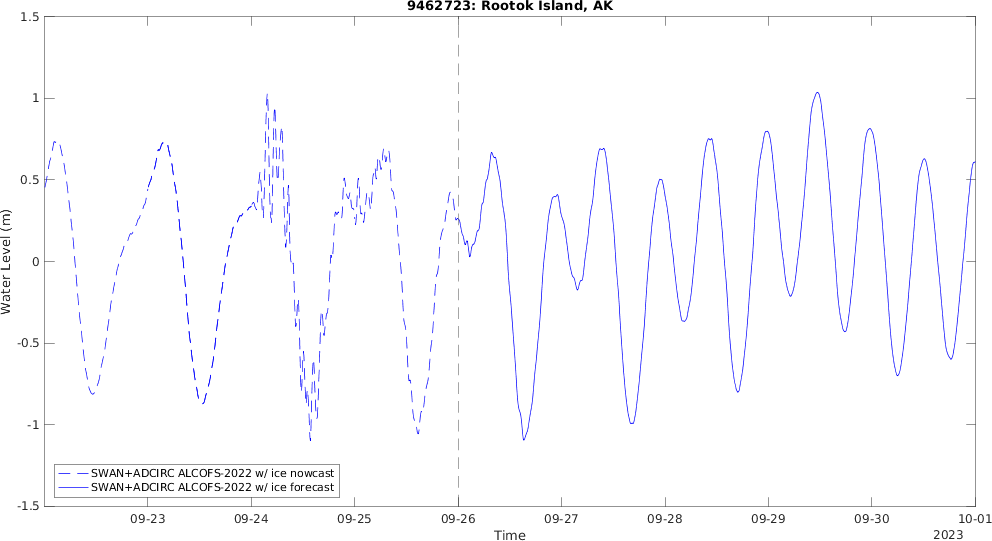 9462723: Rootok Island, AK
1.5
1
0.5
0
-0.5
-1
-1.5
Water Level (m)
SWAN+ADCIRC ALCOFS-2022 w/ ice nowcast
SWAN+ADCIRC ALCOFS-2022 w/ ice forecast
09-23 09-24 09-25 09-26 09-27 09-28 09-29 09-30 10-01
Time
2023